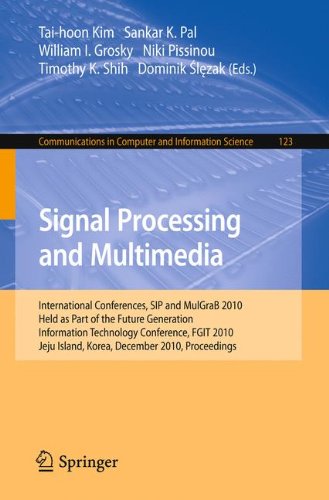 Tai-hoon Kim Sankar K. Pal
William I. Grosky Niki Pissinou
Timothy K. Shih Dominik Ślęzak (Eds.)
Communications in Computer and Information Science 123
Signal Processing
and Multimedia
International Conferences, SIP and MulGraB 2010
Held as Part of the Future Generation
Information Technology Conference, FGIT 2010
Jeju Island, Korea, December 2010, Proceedings
Springer